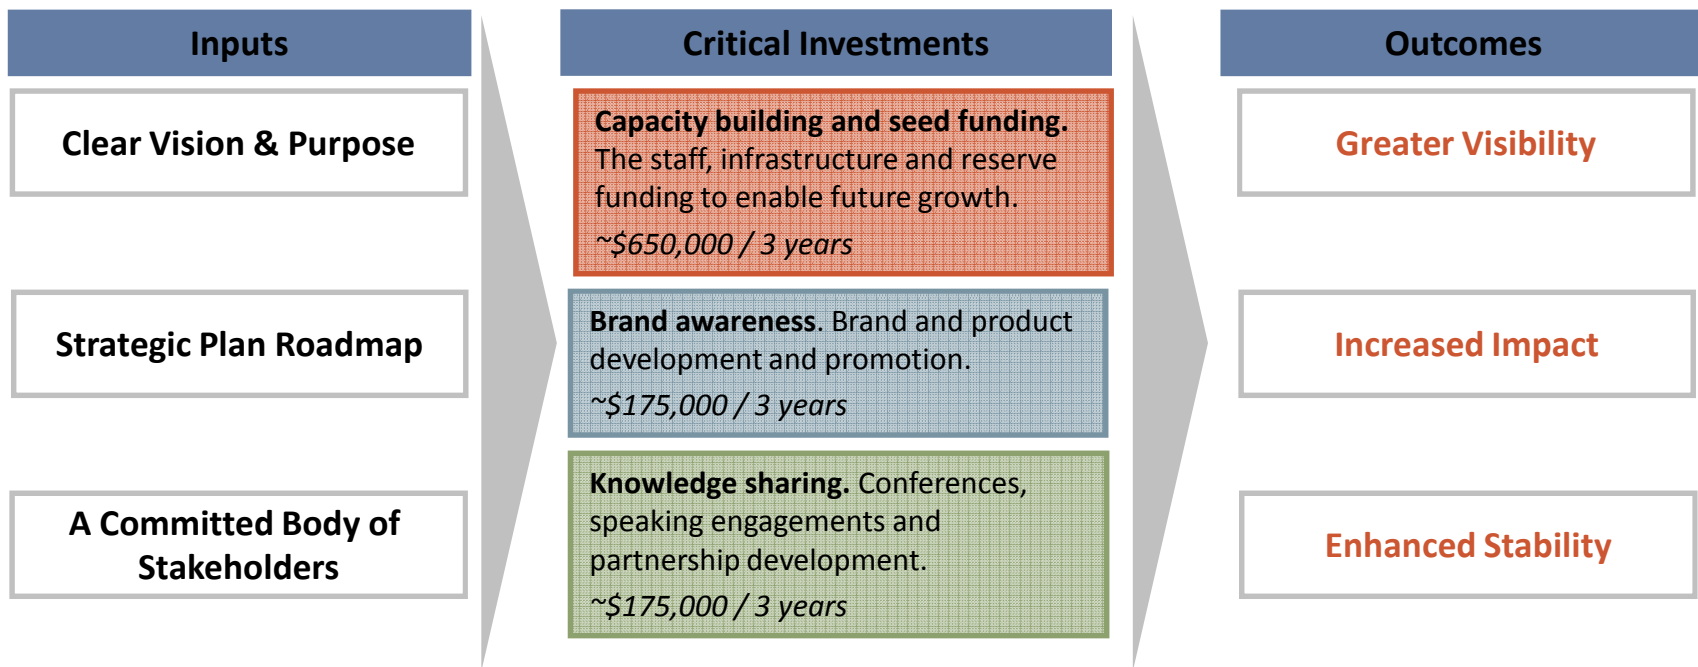 Inputs
Clear Vision & Purpose
Strategic Plan Roadmap
A Committed Body of
Stakeholders
Critical Investments
Capacity building and seed funding.
The staff, infrastructure and reserve
funding to enable future growth.
~$650,000 / 3 years
Brand awareness. Brand and product
development and promotion.
~$175,000 / 3 years
Knowledge sharing. Conferences,
speaking engagements and
partnership development.
~$175,000 / 3 years
Outcomes
Greater Visibility
Increased Impact
Enhanced Stability